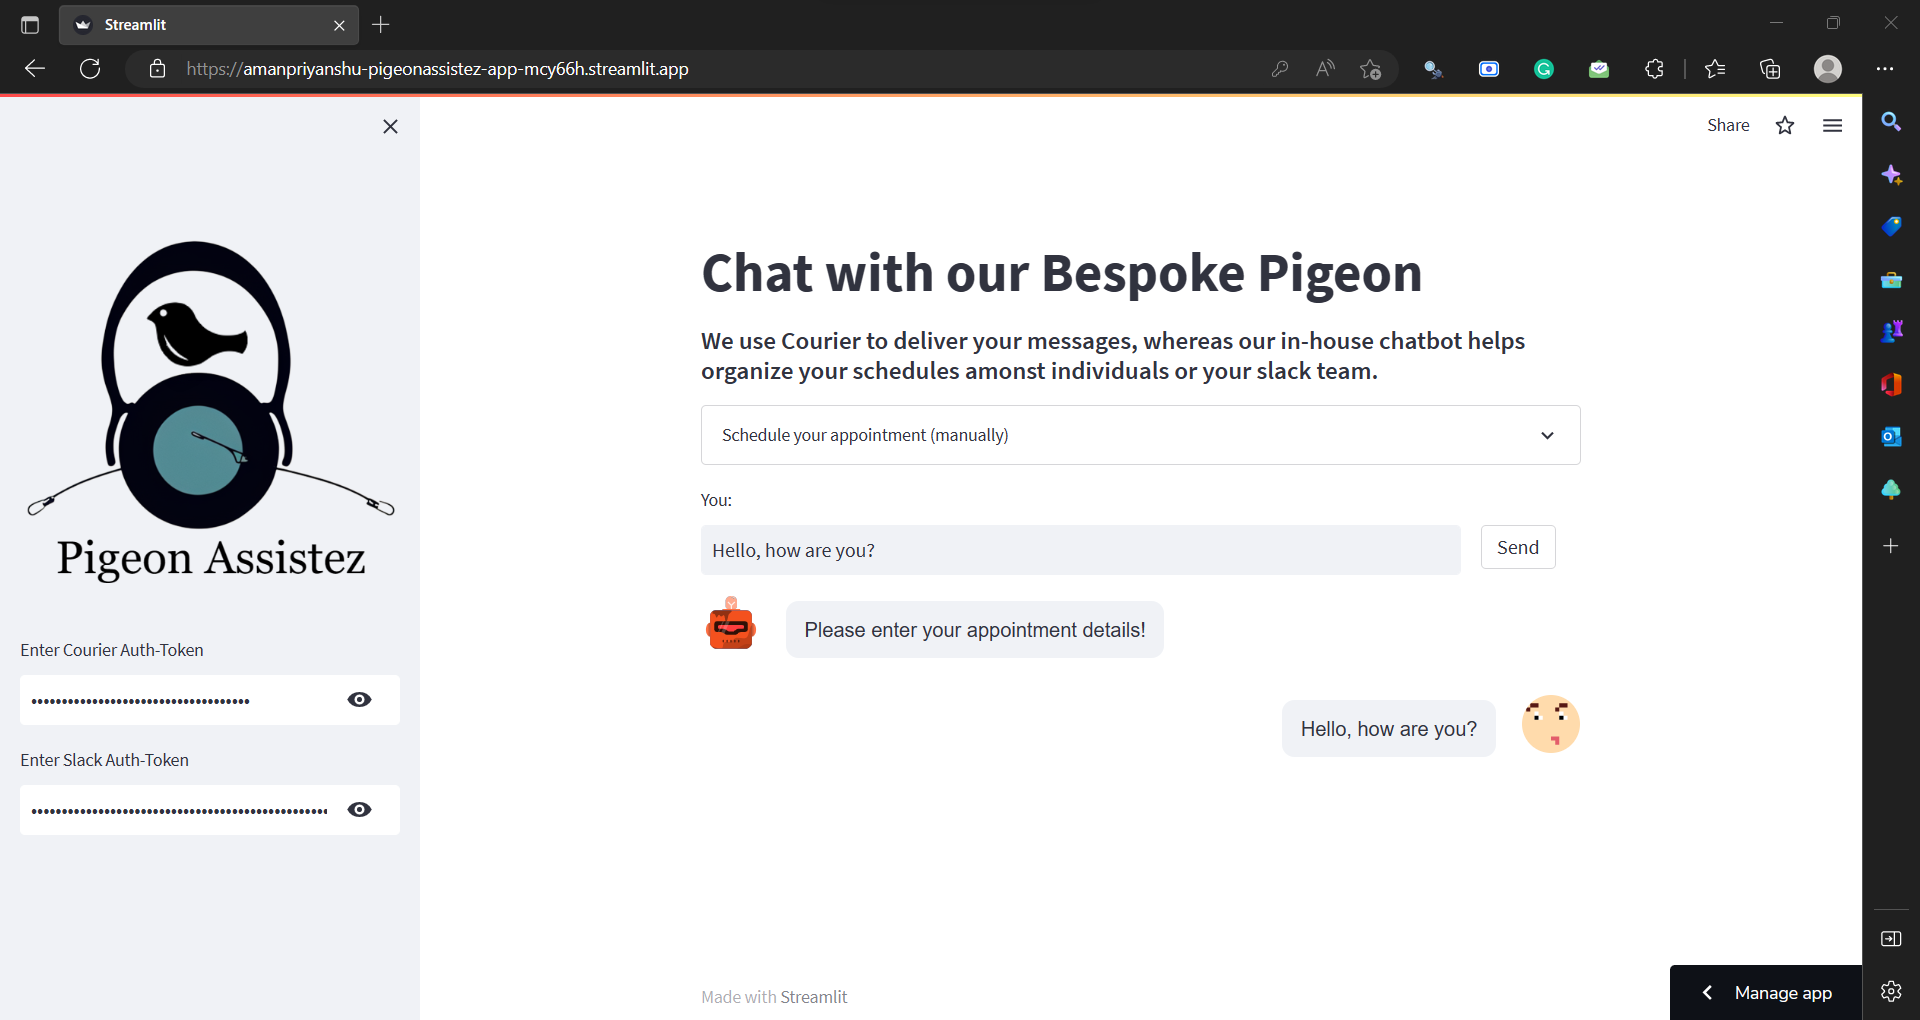 Streamlit
https://amanpriyanshu-pigeonassistez-app-mcy66h.streamlit.app
Share
Pigeon Assistez
Enter Courier Auth-Token
••••••••••••••••••••••••••••••••••••
Enter Slack Auth-Token
•••••••••••••••••••••••••••••••••••••••••••••••••
Chat with our Bespoke Pigeon
We use Courier to deliver your messages, whereas our in-house chatbot helps
organize your schedules amonst individuals or your slack team.
Schedule your appointment (manually)
You:
Hello, how are you?
Send
Please enter your appointment details!
Hello, how are you?
Made with Streamlit
Manage app